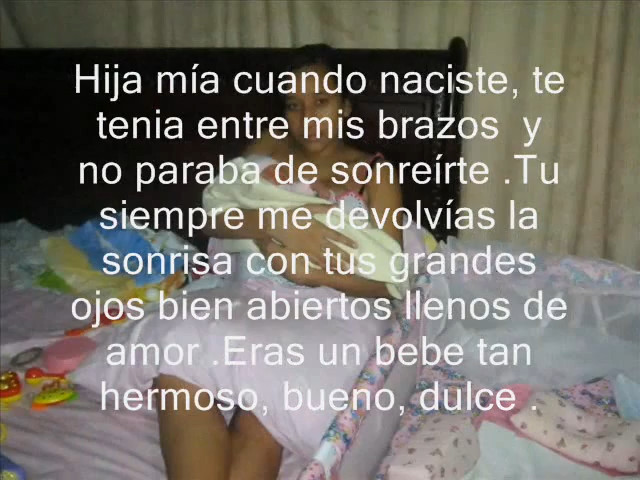 Hija mía cuando naciste, te
tenia entre mis brazos  y
no paraba de sonreírte .Tu
siempre me devolvías la
sonrisa con tus grandes
ojos bien abiertos llenos de
amor .Eras un bebe tan
hermoso, bueno, dulce .